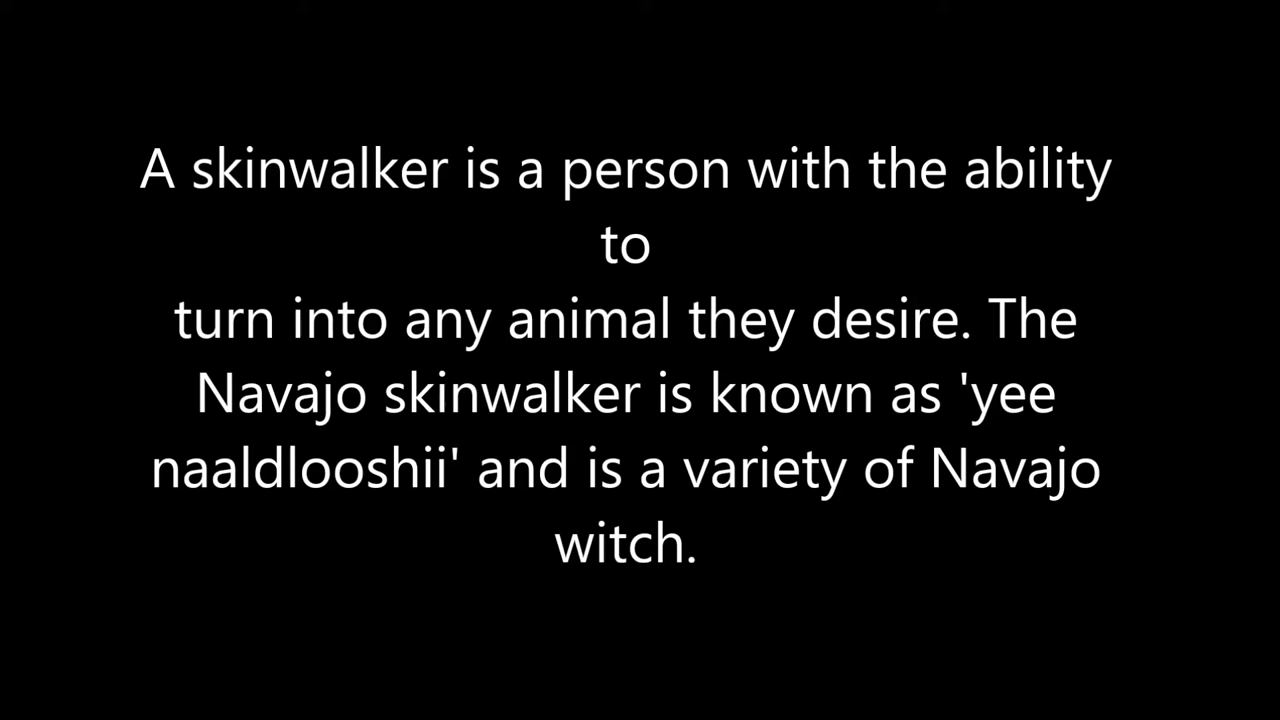 A skinwalker is a person with the ability
to
turn into any animal they desire. The
Navajo skinwalker is known as 'yee
naaldlooshii' and is a variety of Navajo
witch.